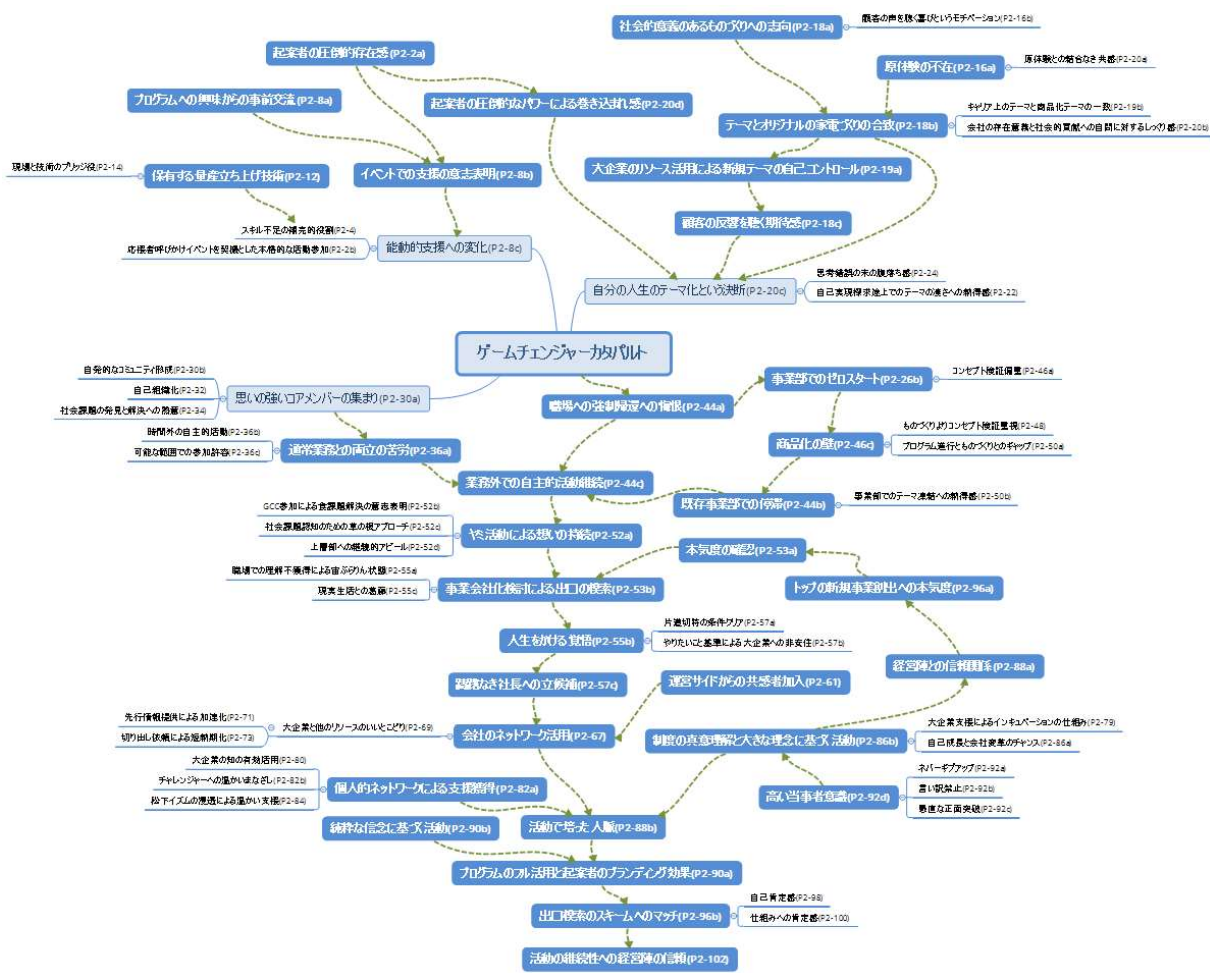 社会的意義のあるものづくりへの志向(P2-18a)
顧客の声を聴く喜びというモチベーション(P2-16b)
起案者の圧倒的存在感(P2-2a)
原体験の不在(P2-16a)
原体験との結合なき共感(P2-20a)
プログラムへの興味からの事前交流(P2-8a)
起案者の圧倒的なパワーによる巻き込まれ感(P2-20d)
キャリア上のテーマと商品化テーマの一致(P2-19b)
テーマとオリジナルの家電づくりの合致(P2-18b)
会社の存在意義と社会的貢献への自問に対するしっくり感(P2-20b)
現場と技術のブリッジ役(P2-14)
保有する量産立ち上げ技術(P2-12)
イベントでの支援の意志表明(P2-8b)
大企業のリソース活用による新規テーマの自己コントロール(P2-19a)
顧客の反響を聴く期待感(P2-18c)
スキル不足の補完的役割(P2-4)
応援者呼びかけイベントを契機とした本格的な活動参加(P2-2b)
能動的支援への変化(P2-8c)
思考錯誤の末の腹落ち感(P2-24)
自分の人生のテーマ化という決断(P2-20c)
自己実現探求途上でのテーマの遠さへの納得感(P2-22)
ゲームチェンジャーカタパルト
自発的なコミュニティ形成(P2-30b)
自己組織化(P2-32)
社会課題の発見と解決への熱意(P2-34)
思いの強いコアメンバーの集まり(P2-30a)
職場への強制帰還への悔恨(P2-44a)
事業部でのゼロスタート(P2-26b)
コンセプト検証偏重(P2-46a)
時間外の自主的活動(P2-36b)
可能な範囲での参加許容(P2-36c)
通常業務との両立の苦労(P2-36a)
商品化の壁(P2-46c)
ものづくりよりコンセプト検証重視(P2-48)
プログラム進行とものづくりとのギャップ(P2-50a)
業務外での自主的活動継続(P2-44c)
既存事業部での停滞(P2-44b)
事業部でのテーマ凍結への納得感(P2-50b)
GCC参加による食課題解決の意志表明(P2-52b)
社会課題認知のための草の根アプローチ(P2-52c)
上層部への継続的アピール(P2-52d)
ヤミ活動による想いの持続(P2-52a)
本気度の確認(P2-53a)
職場での理解不獲得による宙ぶらりん状態(P2-55a)
現実生活との葛藤(P2-55c)
事業会社化検討による出口の模索(P2-53b)
トップの新規事業創出への本気度(P2-96a)
人生をかける覚悟(P2-55b)
片道切符の条件クリア(P2-57a)
やりたいこと基準による大企業への非安住(P2-57b)
経営陣との信頼関係(P2-88a)
躊躇なき社長への立候補(P2-57c)
運営サイドからの共感者加入(P2-61)
先行情報提供による加速化(P2-71)
切り出し依頼による短納期化(P2-73)
大企業と他のリソースのいいとこどり(P2-69)
会社のネットワーク活用(P2-67)
制度の真意理解と大きな理念に基づく活動(P2-86b)
大企業支援によるインキュベーションの仕組み(P2-79)
自己成長と会社変革のチャンス(P2-86a)
大企業の知の有効活用(P2-80)
チャレンジャーへの温かいまなざし(P2-82b)
松下イズムの浸透による温かい支援(P2-84)
個人的ネットワークによる支援獲得(P2-82a)
高い当事者意識(P2-92d)
ネバーギブアップ(P2-92a)
言い訳禁止(P2-92b)
愚直な正面突破(P2-92c)
純粋な信念に基づく活動(P2-90b)
活動で培った人脈(P2-88b)
プログラムのフル活用と起案者のブランディング効果(P2-90a)
出口模索のスキームへのマッチ(P2-96b)
自己肯定感(P2-98)
仕組みへの肯定感(P2-100)
活動の継続性への経営陣の信頼(P2-102)